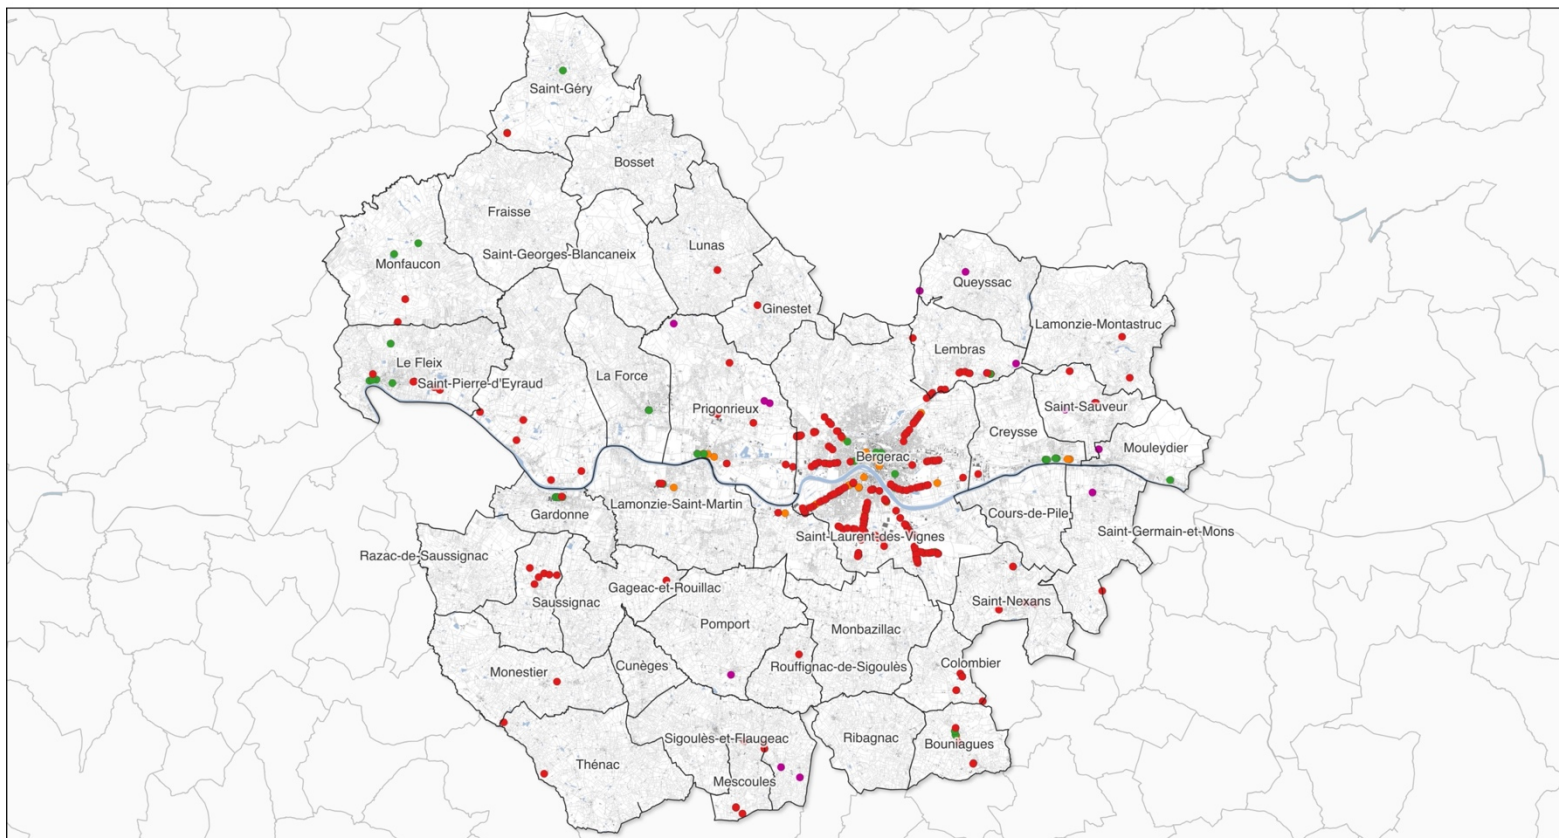 Saint-Géry
Bosset
Fraisse
Saint-Georges-Blancaneix
Lunas
Monfaucon
Queyssac
Ginestet
Lamonzie-Montastruc
Lembras
Le Fleix
Saint-Pierre-d'Eyraud
La Force
Prigonrieux
Saint-Sauveur
Creysse
Mouleydier
Bergerac
Lamonzie-Saint-Martin
Gardonne
Cours-de-Pile
Saint-Laurent-des-Vignes
Saint-Germain-et-Mons
Razac-de-Saussignac
Gageac-et-Rouillac
Saussignac
Saint-Nexans
Pomport
Monbazillac
Monestier
Cunèges
Rouffignac-de-Sigoulès
Colombier
Sigoulès-et-Flaugeac
Ribagnac
Bouniagues
Thénac
Mescoules